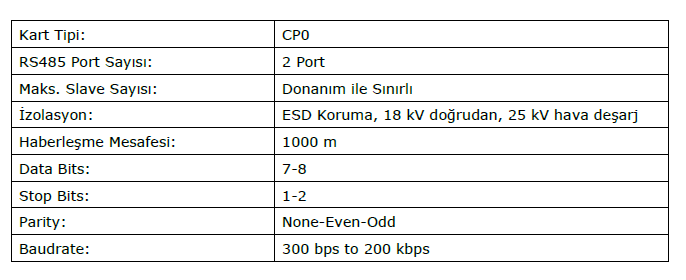 Kart Tipi: CP0
RS485 Port Sayısı: 2 Port
Maks. Slave Sayısı: Donanım ile Sınırlı
İzolasyon: ESD Koruma, 18 kV doğrudan, 25 kV hava deşarj
Haberleşme Mesafesi: 1000 m
Data Bits: 7-8
Stop Bits: 1-2
Parity: None-Even-Odd
Baudrate: 300 bps to 200 kbps